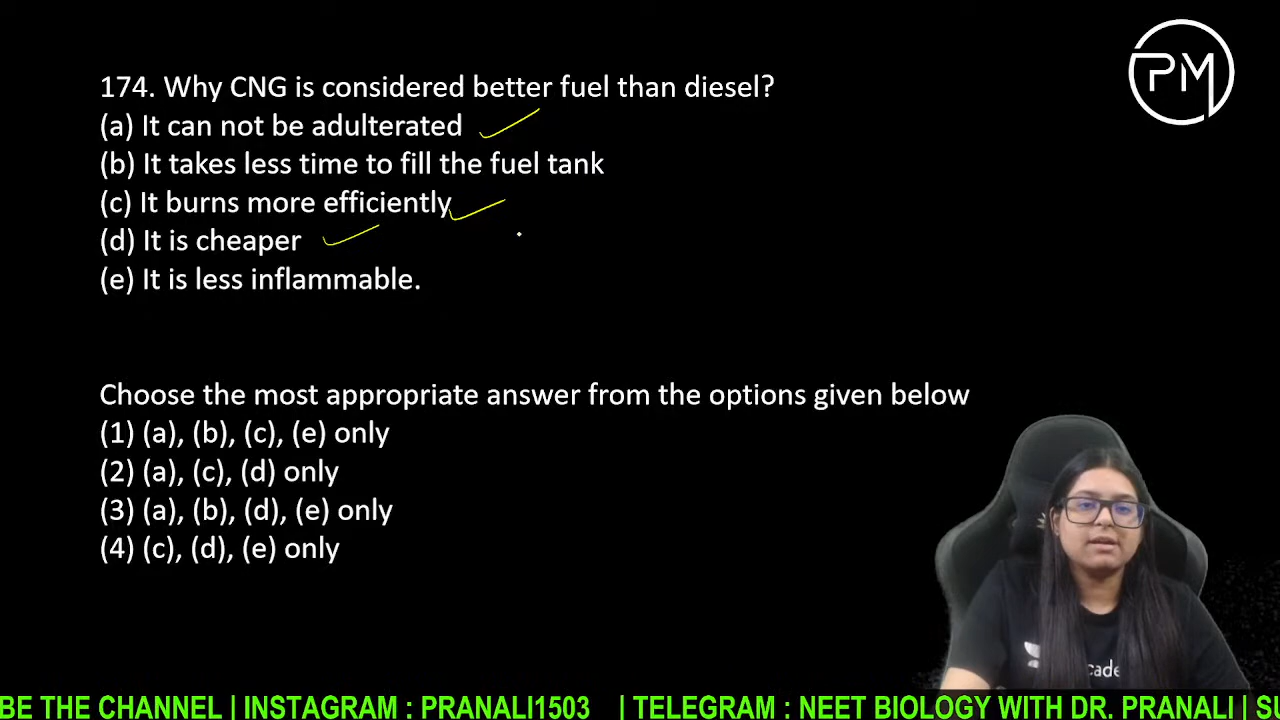 PM
174. Why CNG is considered better fuel than diesel?
(a) It can not be adulterated
(b) It takes less time to fill the fuel tank
(c) It burns more efficiently
(d) It is cheaper
(e) It is less inflammable.
Choose the most appropriate answer from the options given below
(1) (a), (b), (c), (e) only
(2) (a), (c), (d) only
(3) (a), (b), (d), (e) only
(4) (c), (d), (e) only
BE THE CHANNEL | INSTAGRAM : PRANALI1503 | TELEGRAM : NEET BIOLOGY WITH DR. PRANALI |